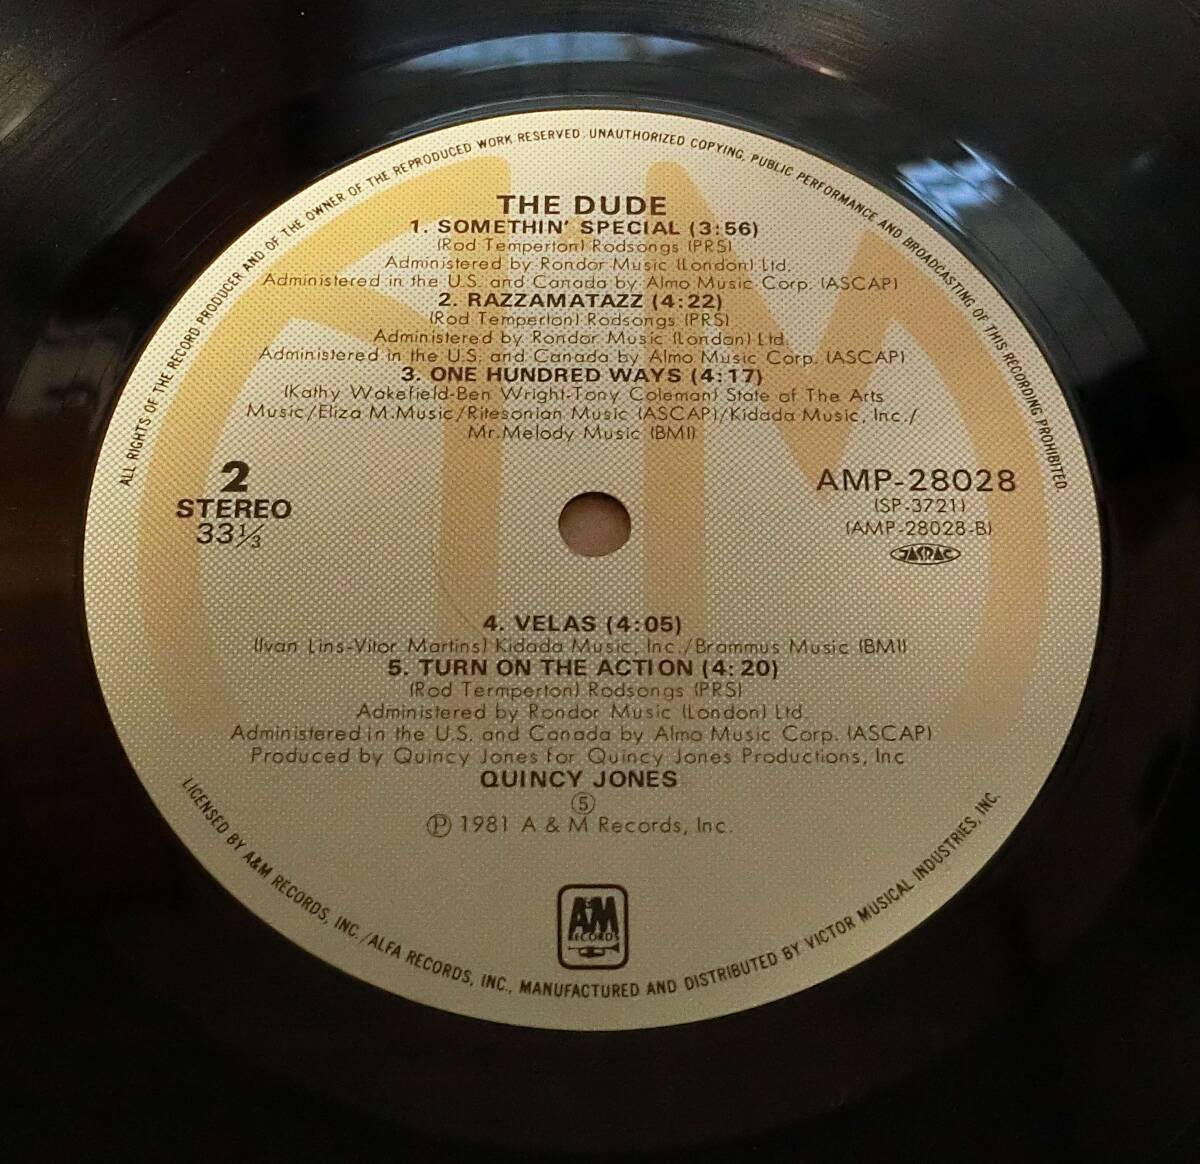 ALL RIGHTS OF THE RECORD PRODUCER AND OF THE OWNER OF THE REPRODUCED WORK RESERVED. UNAUTHORIZED COPYING, PUBLIC PERFORMANCE AND BROADCASTING OF THIS RECORDING PROHIBITED.
THE DUDE
1. SOMETHIN' SPECIAL (3:56)
(Rod Temperton) Rodsongs (PRS)
Administered by Rondor Music (London) Ltd.
Administered in the U.S. and Canada by Almo Music Corp. (ASCAP)
2. RAZZAMATAZZ (4:22)
(Rod Temperton) Rodsongs (PRS)
Administered by Rondor Music (London) Ltd.
Administered in the U.S. and Canada by Almo Music Corp. (ASCAP)
3. ONE HUNDRED WAYS (4:17)
(Kathy Wakefield-Ben Wright-Tony Coleman) State of The Arts
Music/Eliza M.Music/Ritesonian Music (ASCAP)/Kidada Music, Inc./
Mr.Melody Music (BMI)
2
STEREO
33⅓
AMP-28028
(SP-3721)
(AMP-28028-B)
JASRAC
4. VELAS (4:05)
(Ivan Lins-Vitor Martins) Kidada Music, Inc./Brammus Music (BMI)
5. TURN ON THE ACTION (4:20)
(Rod Termperton) Rodsongs (PRS)
Administered by Rondor Music (London) Ltd.
Administered in the U.S. and Canada by Almo Music Corp. (ASCAP)
Produced by Quincy Jones for Quincy Jones Productions, Inc
QUINCY JONES
⑤
Ⓟ 1981 A & M Records, Inc.
A&M
RECORDS
LICENSED BY A&M RECORDS, INC./ALFA RECORDS, INC., MANUFACTURED AND DISTRIBUTED BY VICTOR MUSICAL INDUSTRIES, INC.